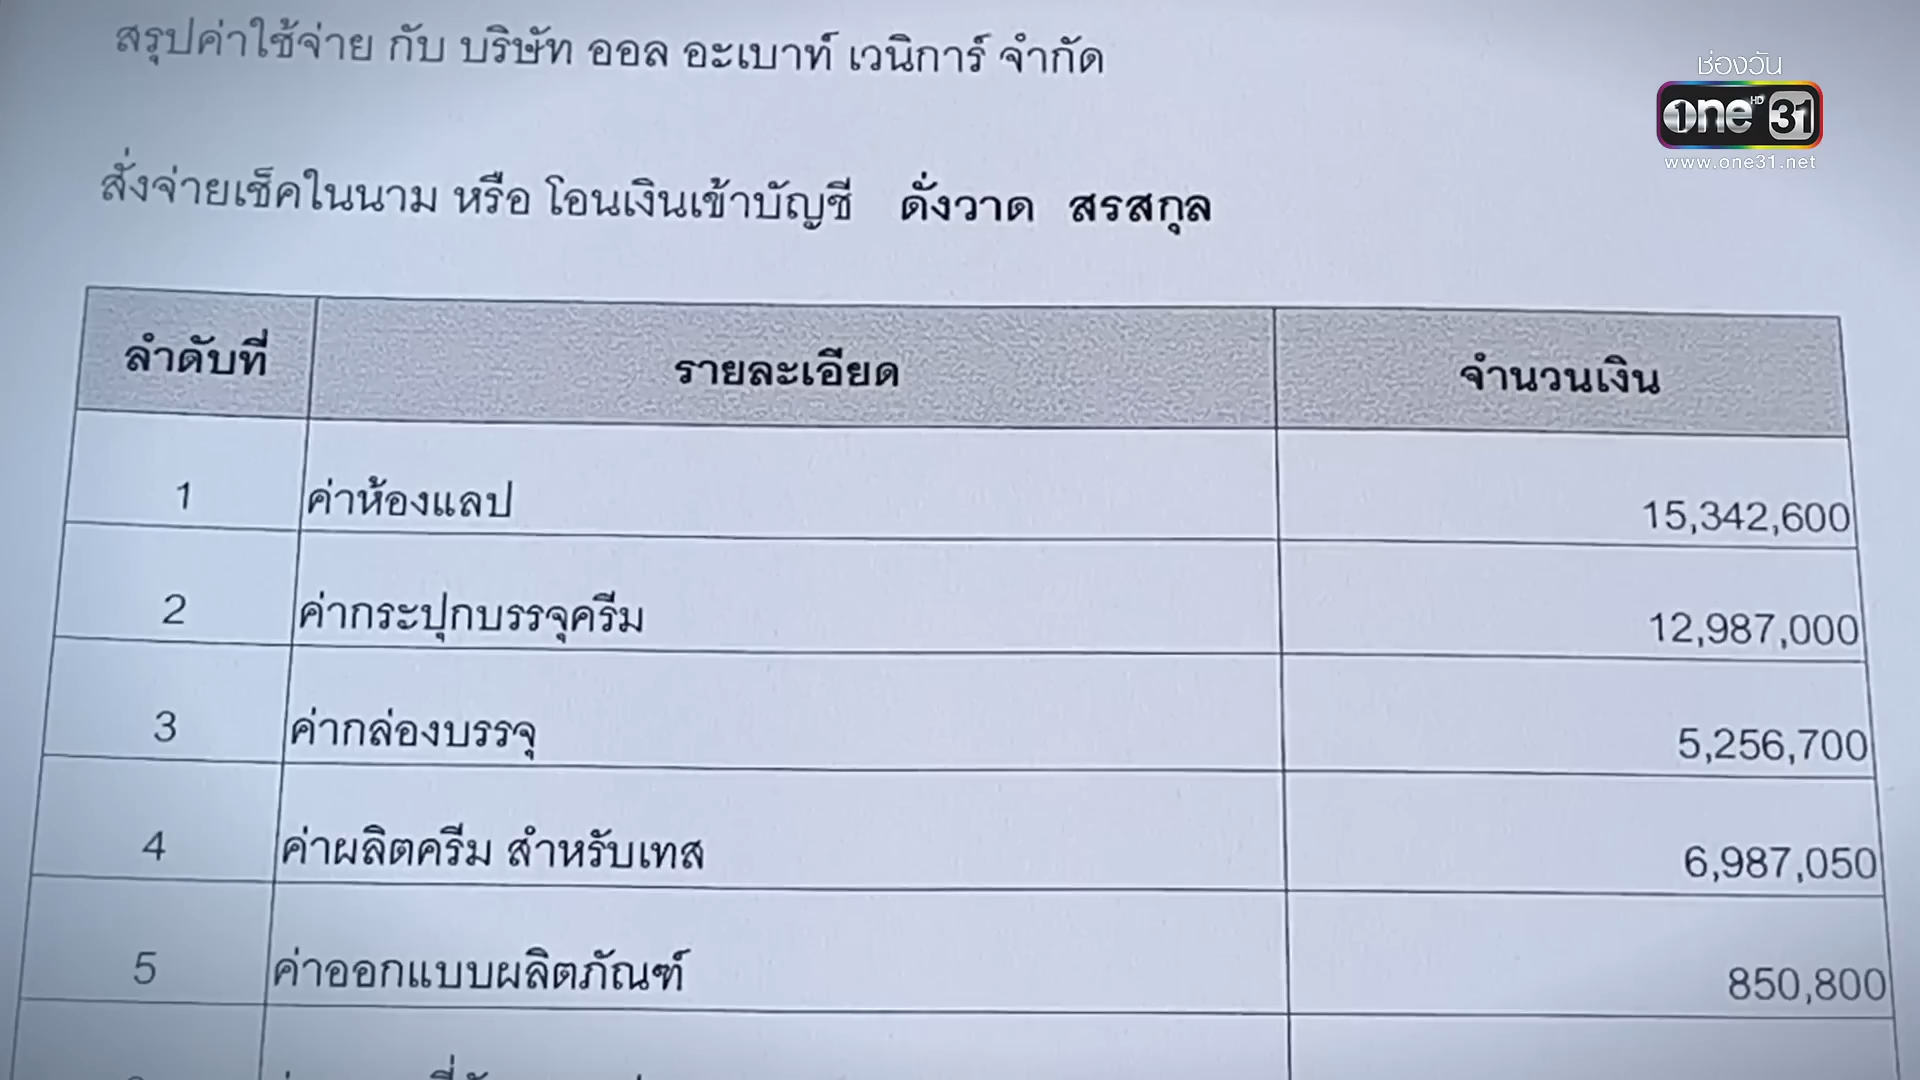 สรุปค่าใช้จ่าย กับ บริษัท ออล อะเบาท์ เวนิการ์ จำกัด
ช่องวัน
one HD 31
www.one31.net
สั่งจ่ายเช็คในนาม หรือ โอนเงินเข้าบัญชี ดั่งวาด สรสกุล
ลำดับที่ รายละเอียด จำนวนเงิน
1 ค่าห้องแลป 15,342,600
2 ค่ากระปุกบรรจุครีม 12,987,000
3 ค่ากล่องบรรจุ 5,256,700
4 ค่าผลิตครีม สำหรับเทส 6,987,050
5 ค่าออกแบบผลิตภัณฑ์ 850,800